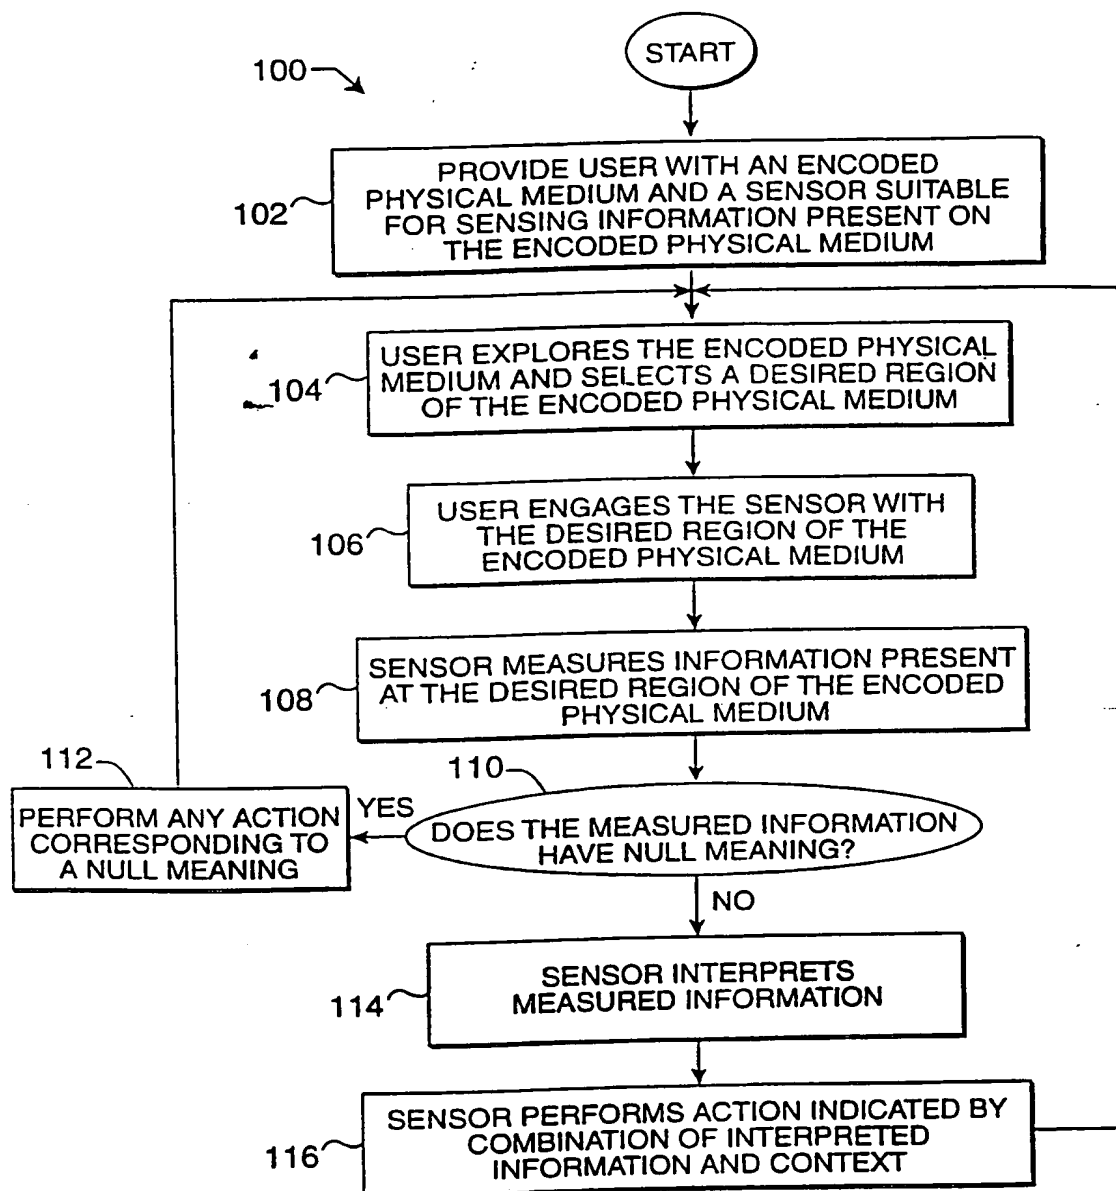 START
100
PROVIDE USER WITH AN ENCODED
PHYSICAL MEDIUM AND A SENSOR SUITABLE
FOR SENSING INFORMATION PRESENT ON
THE ENCODED PHYSICAL MEDIUM
102
USER EXPLORES THE ENCODED PHYSICAL
MEDIUM AND SELECTS A DESIRED REGION
OF THE ENCODED PHYSICAL MEDIUM
104
USER ENGAGES THE SENSOR WITH
THE DESIRED REGION OF THE
ENCODED PHYSICAL MEDIUM
106
SENSOR MEASURES INFORMATION PRESENT
AT THE DESIRED REGION OF THE ENCODED
PHYSICAL MEDIUM
108
110
DOES THE MEASURED INFORMATION
HAVE NULL MEANING?
YES
112
PERFORM ANY ACTION
CORRESPONDING TO
A NULL MEANING
NO
SENSOR INTERPRETS
MEASURED INFORMATION
114
SENSOR PERFORMS ACTION INDICATED BY
COMBINATION OF INTERPRETED
INFORMATION AND CONTEXT
116